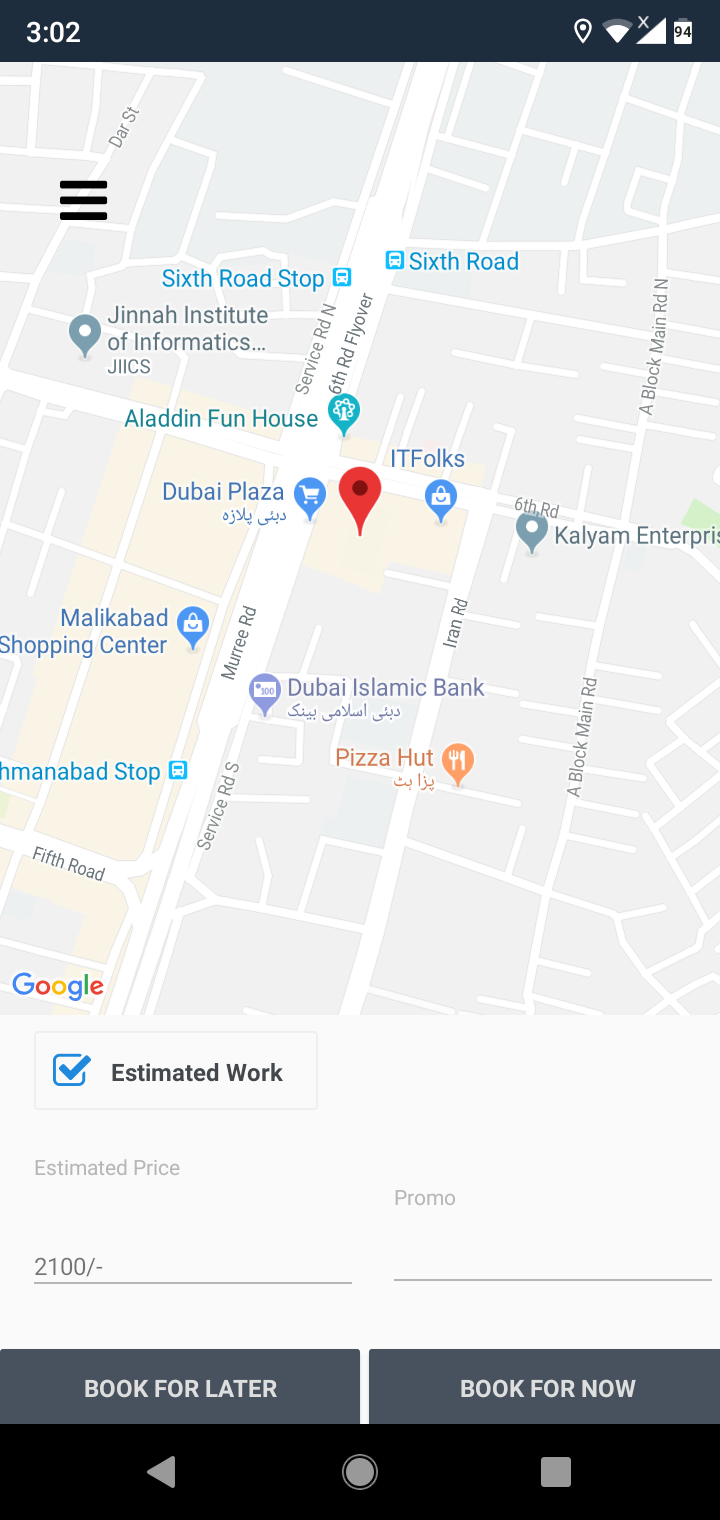 3:02
94
Dar St
Sixth Road
Sixth Road Stop
Jinnah Institute
of Informatics...
JIICS
Service Rd N
6th Rd Flyover
A Block Main Rd N
Aladdin Fun House
ITFolks
Dubai Plaza
دبئی پلازہ
6th Rd
Kalyam Enterpris
Malikabad
Shopping Center
Murree Rd
Iran Rd
Dubai Islamic Bank
دبئی اسلامی بینک
A Block Main Rd
Pizza Hut
پزا ہٹ
hmanabad Stop
Service Rd S
Fifth Road
Google
Estimated Work
Estimated Price
Promo
2100/-
BOOK FOR LATER
BOOK FOR NOW